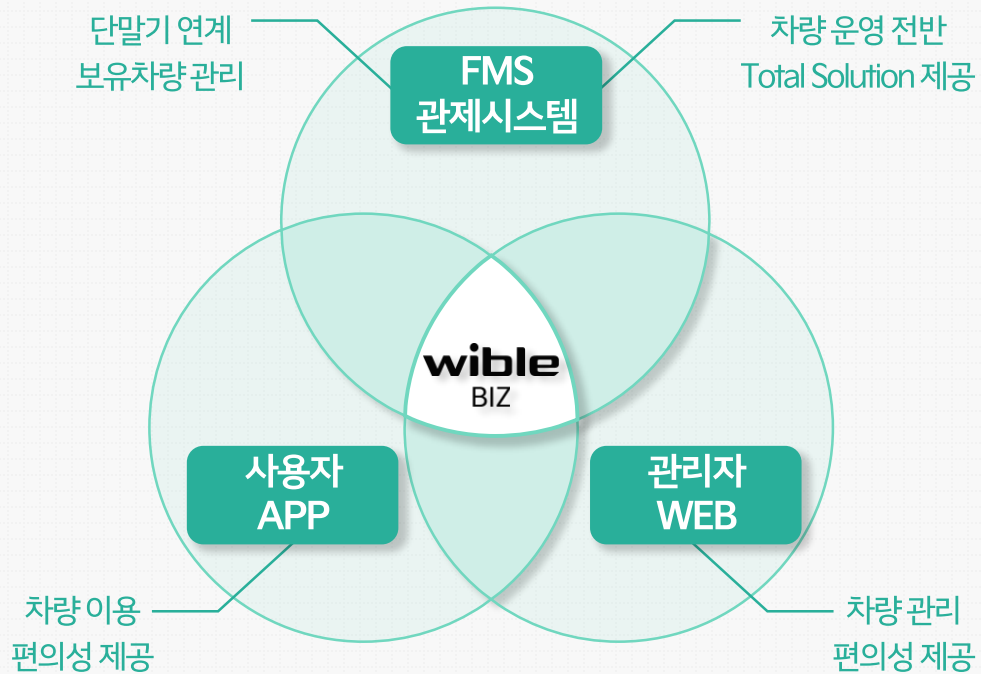 단말기 연계
보유차량 관리
FMS
관제시스템
차량 운영 전반
Total Solution 제공
wible
BIZ
사용자
APP
관리자
WEB
차량 이용
편의성 제공
차량 관리
편의성 제공